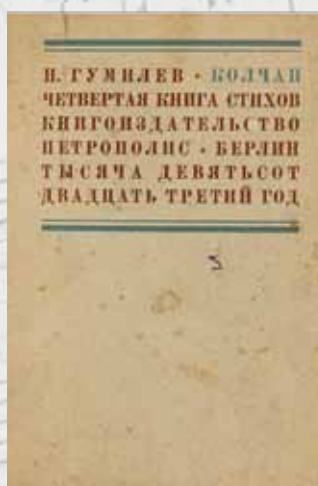 Н. ГУМИЛЕВ · КОЛЧАН
ЧЕТВЕРТАЯ КНИГА СТИХОВ
КНИГОИЗДАТЕЛЬСТВО
ПЕТРОПОЛИС · БЕРЛИН
ТЫСЯЧА ДЕВЯТЬСОТ
ДВАДЦАТЬ ТРЕТИЙ ГОД